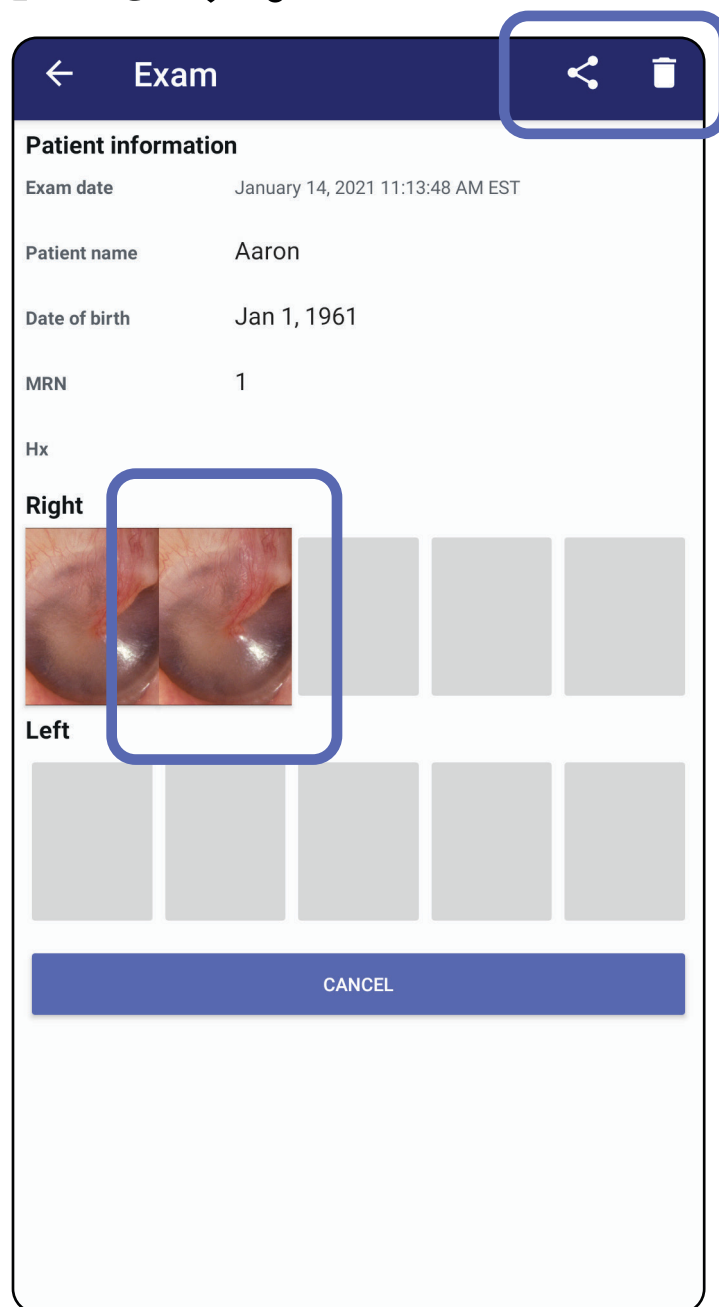 Exam
Patient information
Exam date January 14, 2021 11:13:48 AM EST
Patient name Aaron
Date of birth Jan 1, 1961
MRN 1
Hx
Right
Left
CANCEL